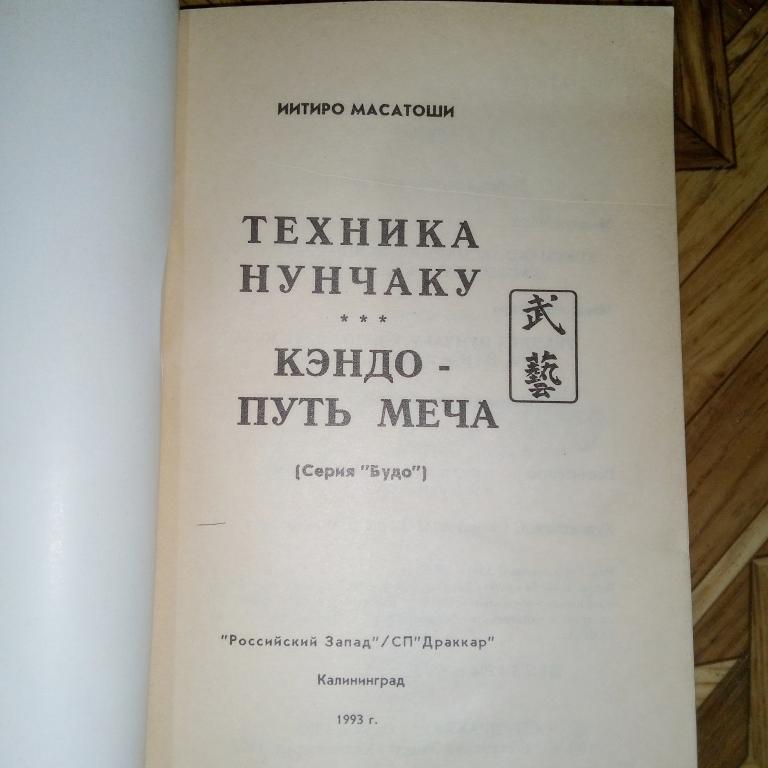 ИИТИРО МАСАТОШИ
ТЕХНИКА
НУНЧАКУ
* * *
КЭНДО -
ПУТЬ МЕЧА
武
藝
(Серия "Будо")
"Российский Запад"/СП"Драккар"
Калининград
1993 г.